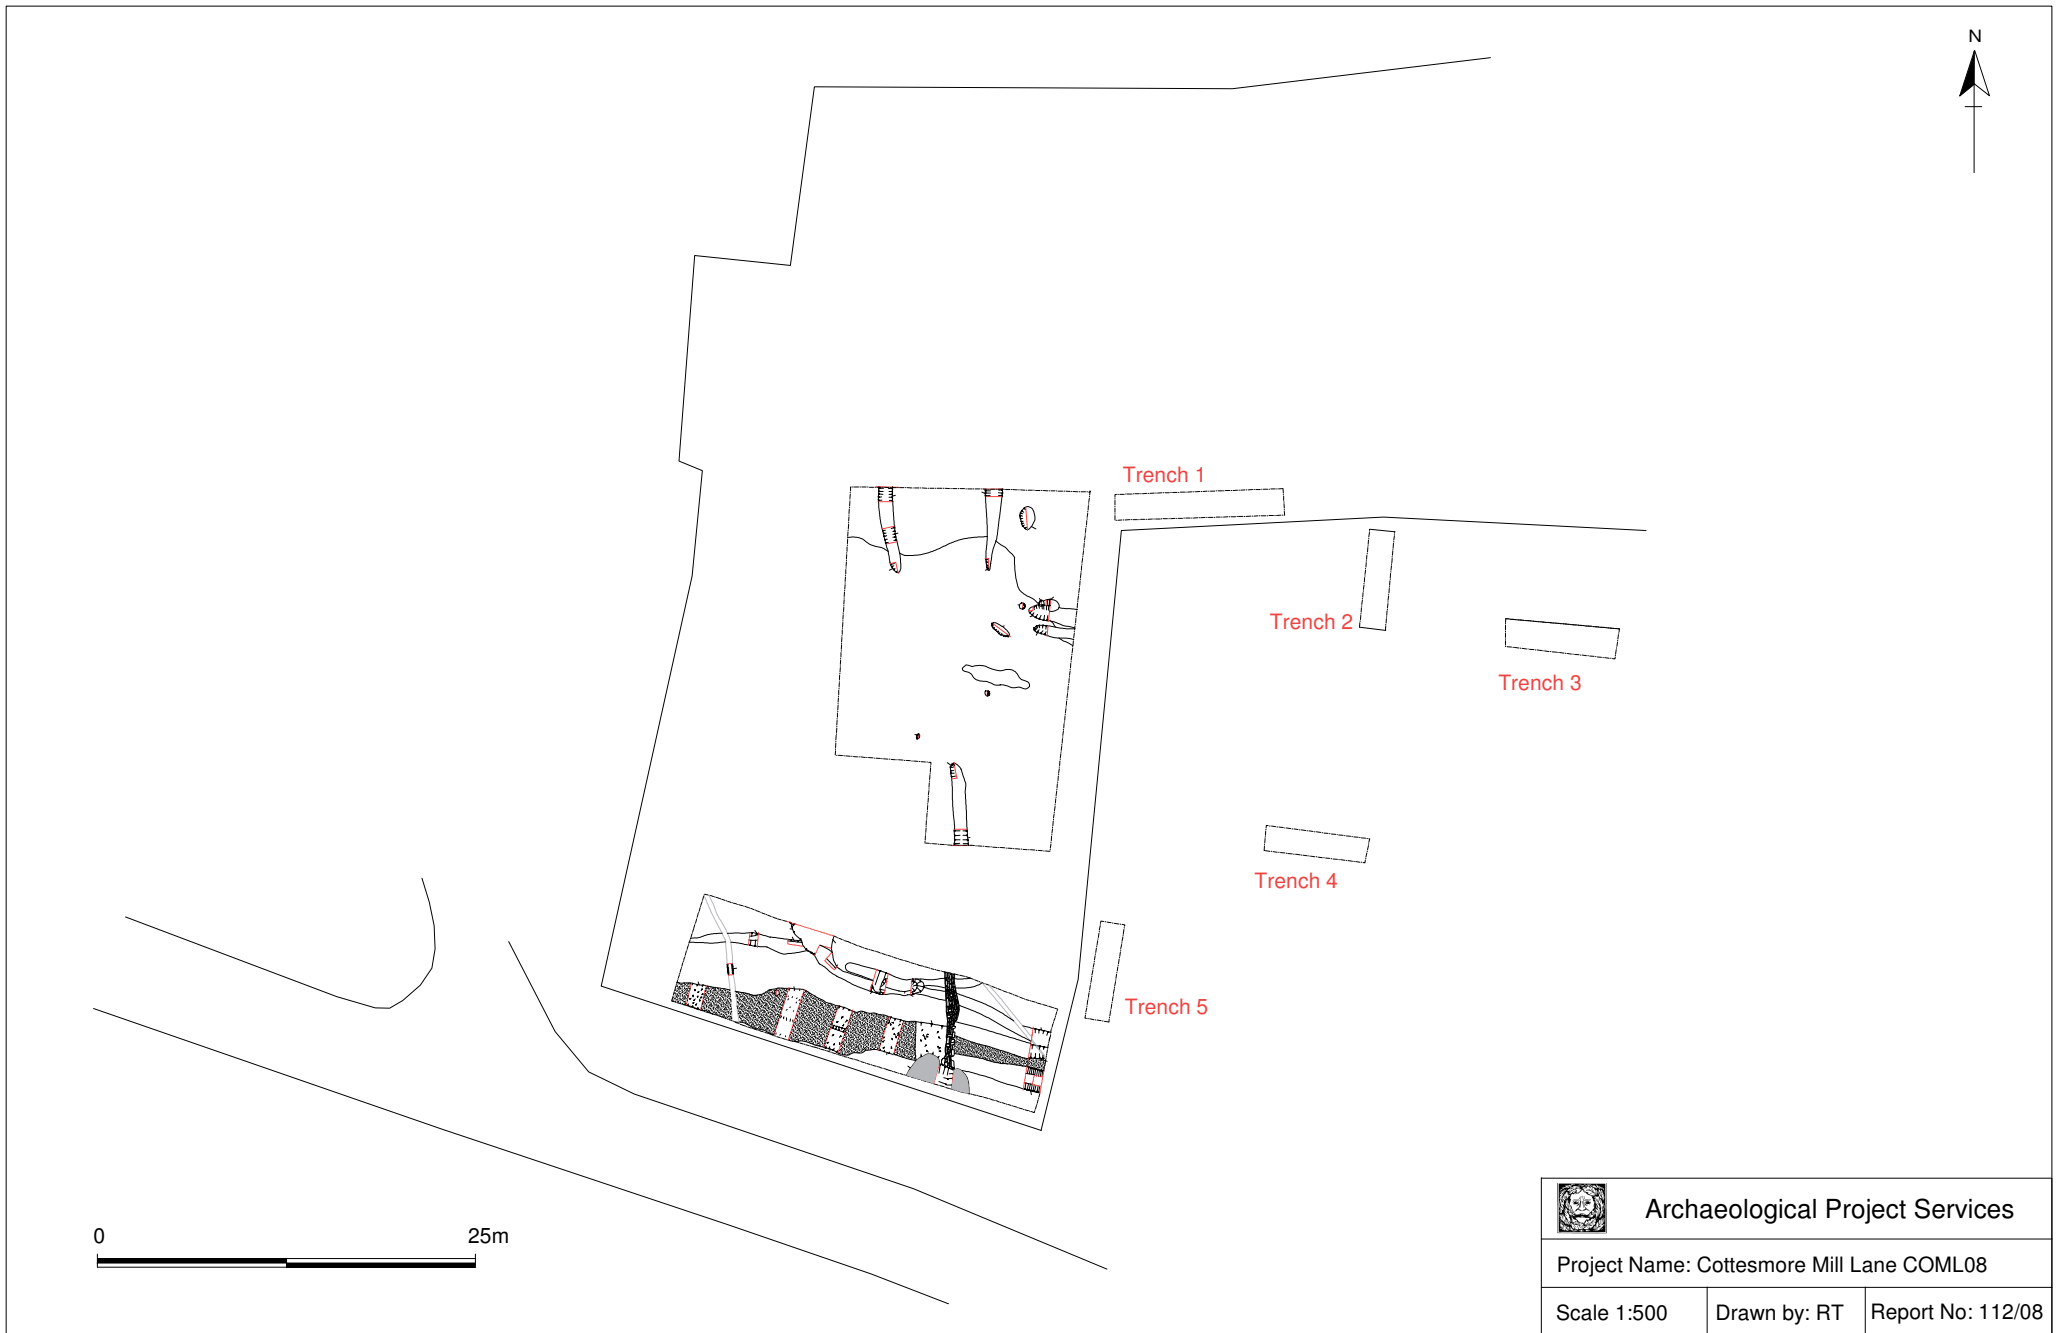 N
Trench 1
Trench 2
Trench 3
Trench 4
Trench 5
0 25m
Archaeological Project Services
Project Name: Cottesmore Mill Lane COML08
Scale 1:500 Drawn by: RT Report No: 112/08